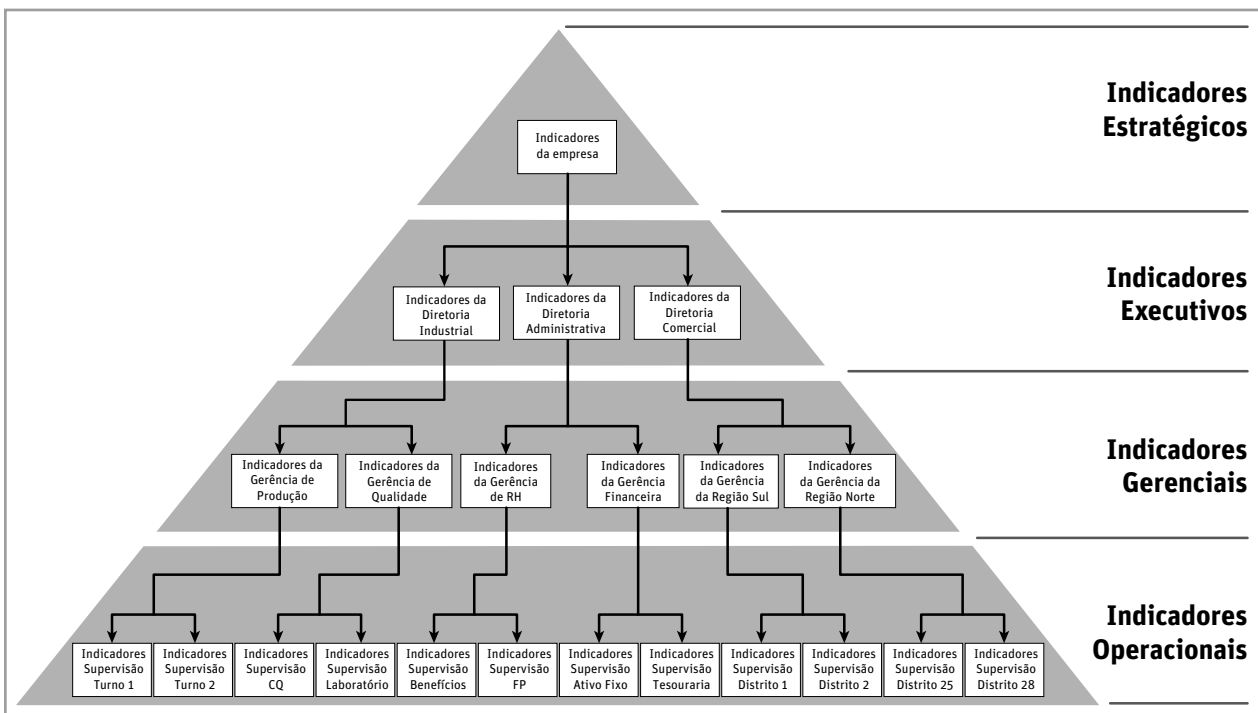 Indicadores
Estratégicos
Indicadores
da empresa
Indicadores
Executivos
Indicadores da
Diretoria
Industrial
Indicadores da
Diretoria
Administrativa
Indicadores da
Diretoria
Comercial
Indicadores
Gerenciais
Indicadores da
Gerência de
Produção
Indicadores da
Gerência de
Qualidade
Indicadores
da Gerência
de RH
Indicadores
da Gerência
Financeira
Indicadores
da Gerência
da Região Sul
Indicadores
da Gerência da
Região Norte
Indicadores
Operacionais
Indicadores
Supervisão
Turno 1
Indicadores
Supervisão
Turno 2
Indicadores
Supervisão
CQ
Indicadores
Supervisão
Laboratório
Indicadores
Supervisão
Benefícios
Indicadores
Supervisão
FP
Indicadores
Supervisão
Ativo Fixo
Indicadores
Supervisão
Tesouraria
Indicadores
Supervisão
Distrito 1
Indicadores
Supervisão
Distrito 2
Indicadores
Supervisão
Distrito 25
Indicadores
Supervisão
Distrito 28